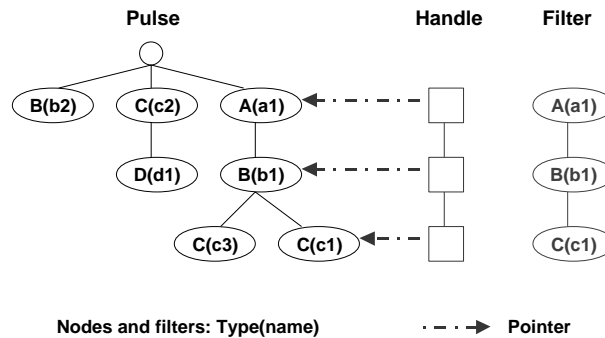 Pulse Handle Filter
B(b2) C(c2) A(a1) A(a1)
D(d1) B(b1) B(b1)
C(c3) C(c1) C(c1)
Nodes and filters: Type(name) Pointer